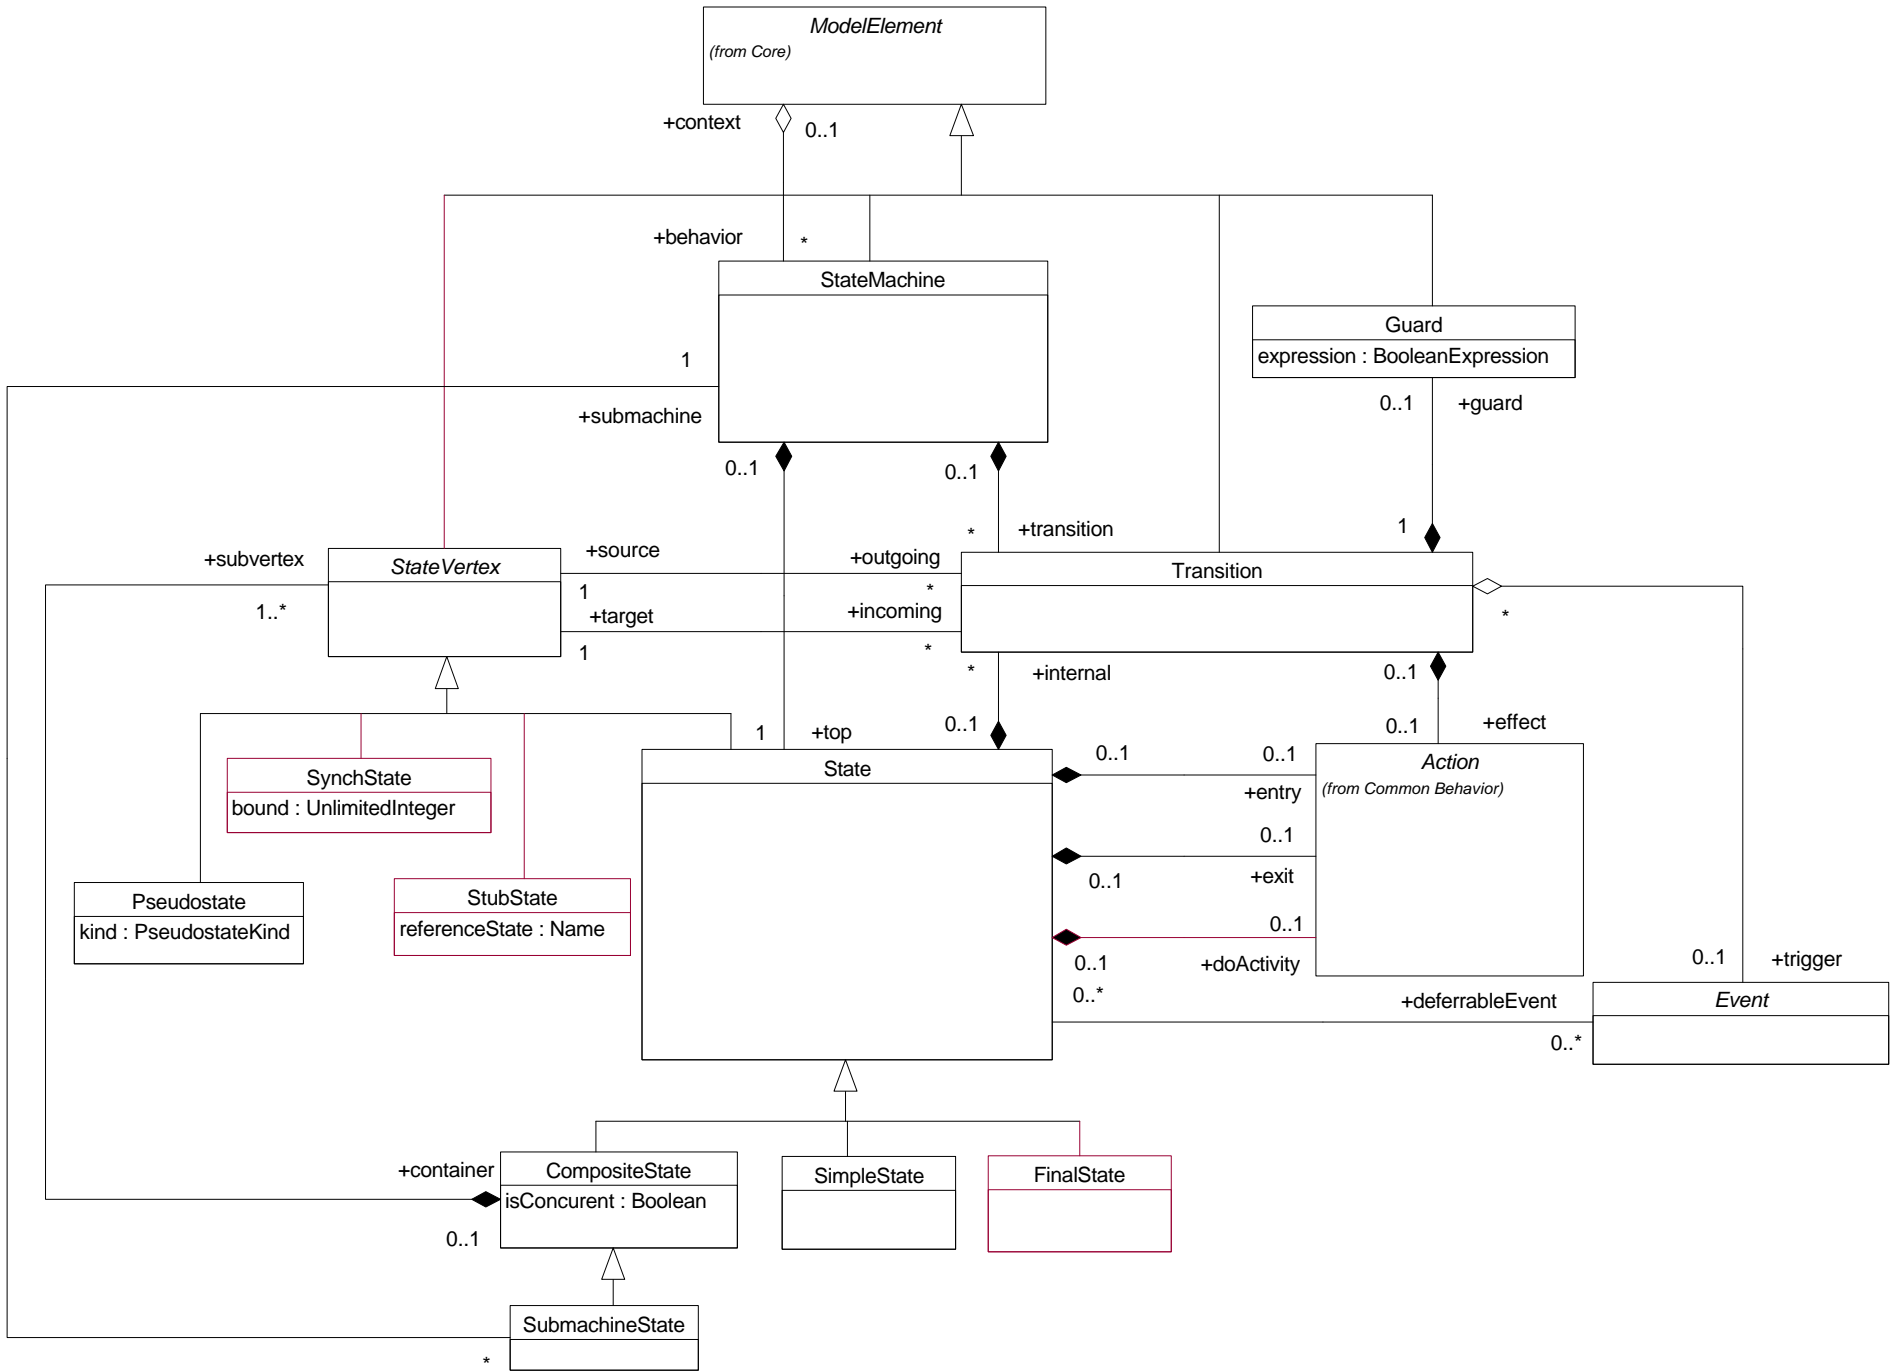 ModelElement
(from Core)
+context
0..1
+behavior
*
StateMachine
1
+submachine
Guard
expression : BooleanExpression
0..1
+guard
0..1
0..1
*
+transition
1
+subvertex
1..*
StateVertex
+source
1
+outgoing
*
+target
1
+incoming
*
Transition
*
*
+internal
0..1
0..1
+effect
0..1
1
+top
0..1
State
SynchState
bound : UnlimitedInteger
Pseudostate
kind : PseudostateKind
StubState
referenceState : Name
0..1
0..1
+entry
0..1
0..1
+exit
0..1
0..1
+doActivity
Action
(from Common Behavior)
0..1
+trigger
0..*
+deferrableEvent
0..*
Event
+container
0..1
CompositeState
isConcurent : Boolean
SimpleState
FinalState
SubmachineState
*